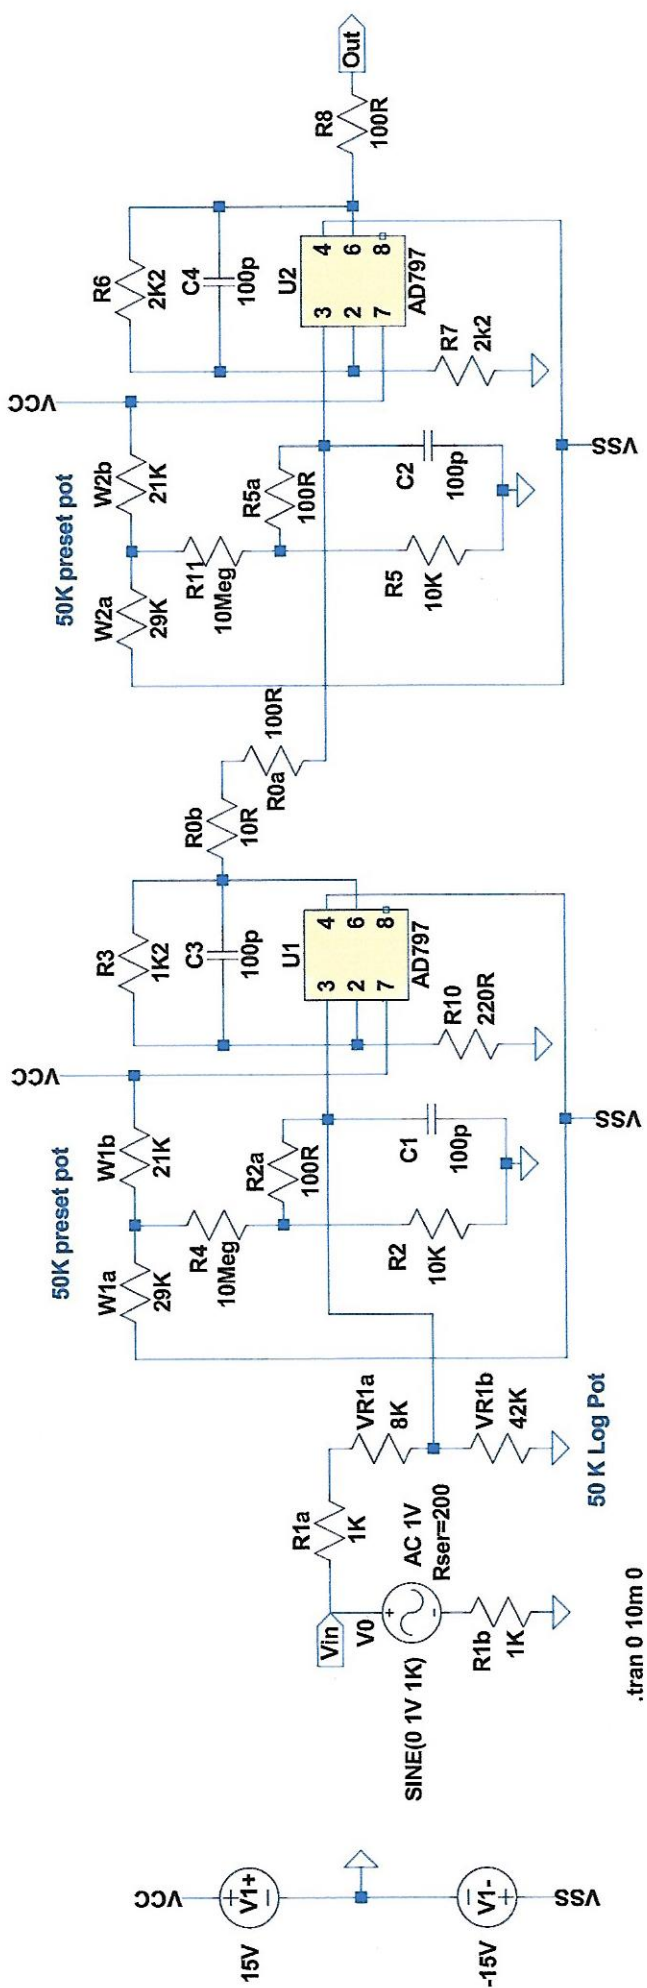 VCC
V1+
15V
V1-
-15V
VSS
Vin
V0
SINE(0 1V 1K)
AC 1V
Rser=200
R1b
1K
R1a
1K
VR1a
8K
VR1b
42K
50 K Log Pot
.tran 0 10m 0
50K preset pot
W1a
29K
W1b
21K
VCC
R4
10Meg
R2a
100R
R2
10K
C1
100p
R3
1K2
C3
100p
U1
3
2
7
4
6
8
AD797
R10
220R
VSS
R0b
10R
R0a
100R
50K preset pot
W2a
29K
W2b
21K
VCC
R11
10Meg
R5a
100R
R5
10K
C2
100p
R6
2K2
C4
100p
U2
3
2
7
4
6
8
AD797
R7
2k2
VSS
R8
100R
Out